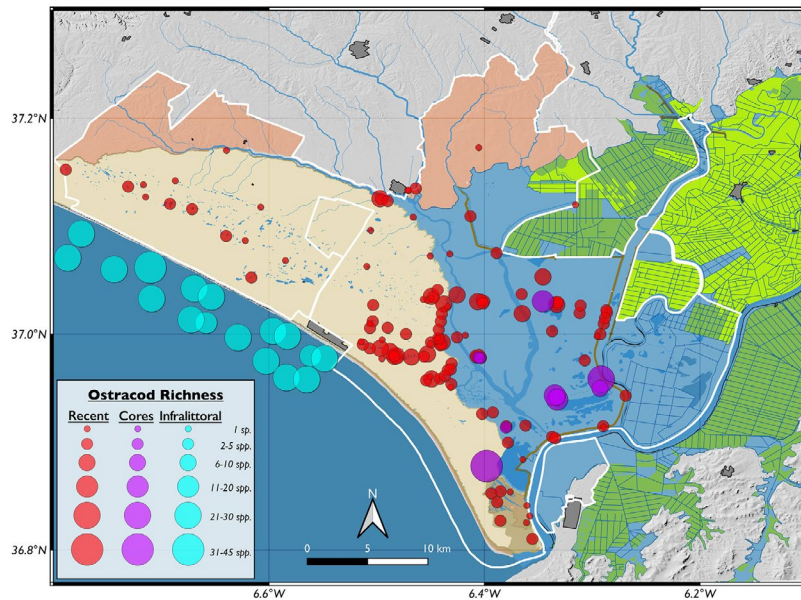 37.2°N
37.0°N
Ostracod Richness
Recent Cores Infralittoral
1 sp.
2-5 spp.
6-10 spp.
11-20 spp.
21-30 spp.
31-45 spp.
N
0 5 10 km
36.8°N
6.6°W 6.4°W 6.2°W